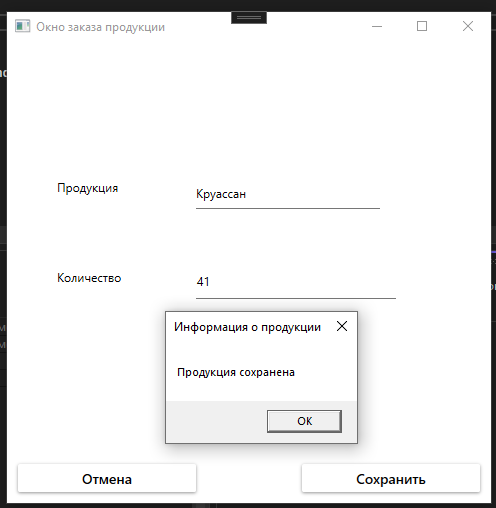 Окно заказа продукции
Продукция
Круассан
Количество
41
Информация о продукции
Продукция сохранена
OK
Отмена
Сохранить